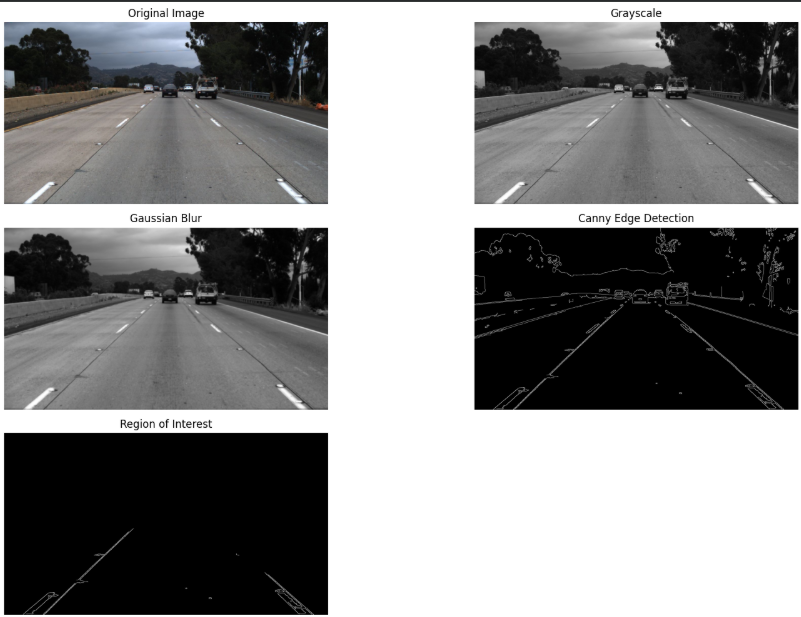 Original Image
Grayscale
Gaussian Blur
Canny Edge Detection
Region of Interest